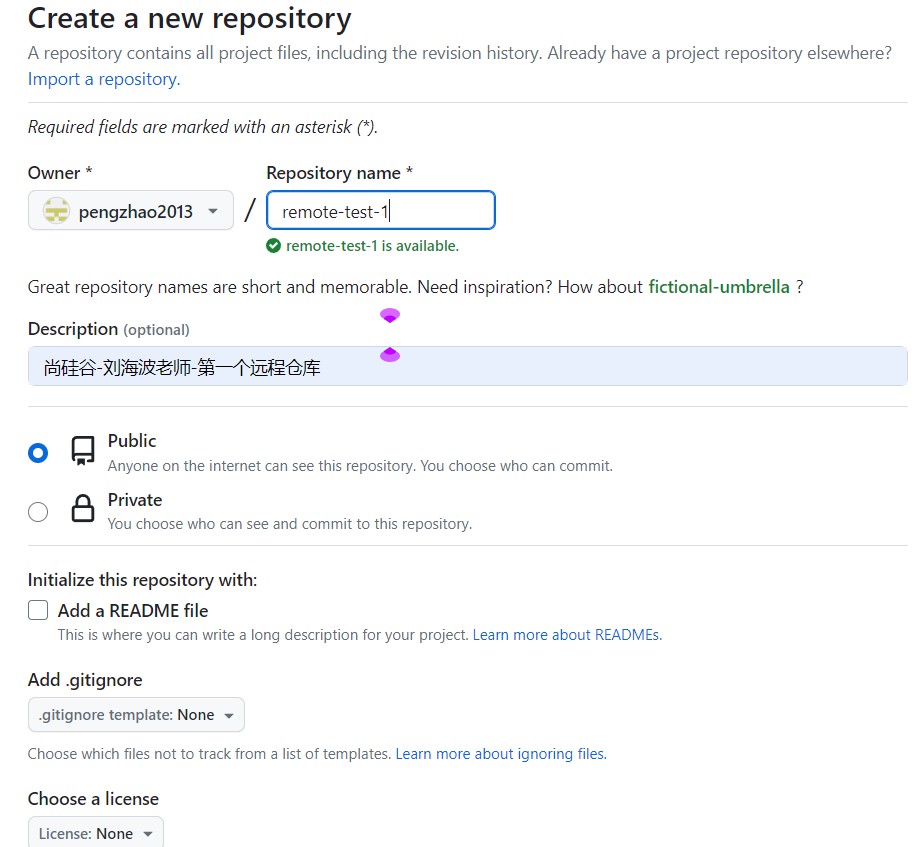 Create a new repository
A repository contains all project files, including the revision history. Already have a project repository elsewhere?
Import a repository.
Required fields are marked with an asterisk (*).
Owner *
Repository name *
pengzhao2013
/
remote-test-1
remote-test-1 is available.
Great repository names are short and memorable. Need inspiration? How about fictional-umbrella ?
Description (optional)
尚硅谷-刘海波老师-第一个远程仓库
Public
Anyone on the internet can see this repository. You choose who can commit.
Private
You choose who can see and commit to this repository.
Initialize this repository with:
Add a README file
This is where you can write a long description for your project. Learn more about READMEs.
Add .gitignore
.gitignore template: None
Choose which files not to track from a list of templates. Learn more about ignoring files.
Choose a license
License: None